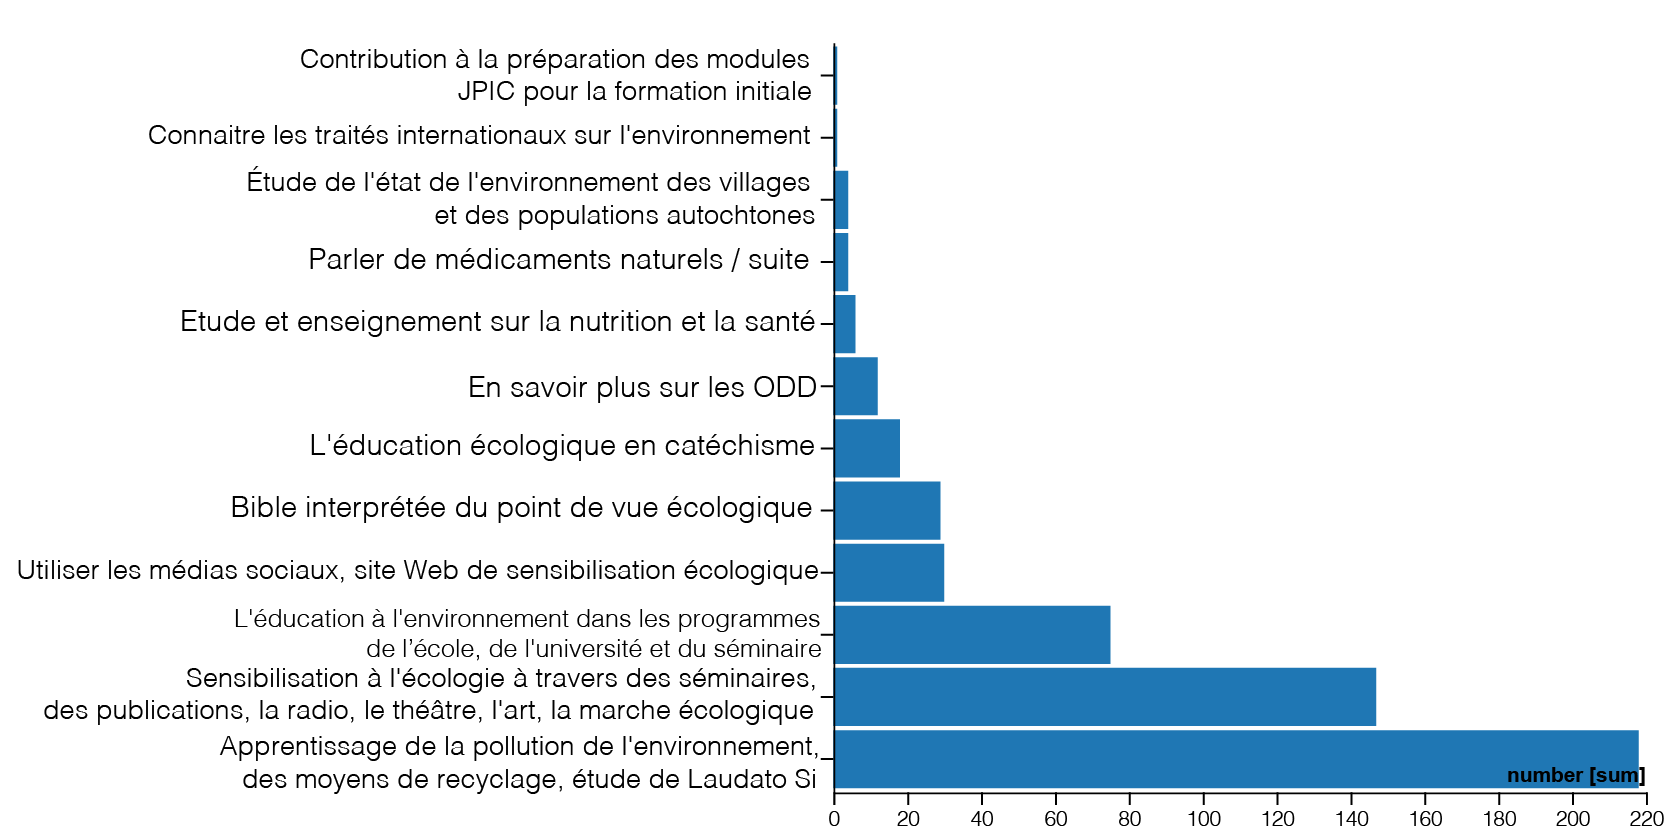 Contribution à la préparation des modules
JPIC pour la formation initiale
Connaitre les traités internationaux sur l'environnement
Étude de l'état de l'environnement des villages
et des populations autochtones
Parler de médicaments naturels / suite
Etude et enseignement sur la nutrition et la santé
En savoir plus sur les ODD
L'éducation écologique en catéchisme
Bible interprétée du point de vue écologique
Utiliser les médias sociaux, site Web de sensibilisation écologique
L'éducation à l'environnement dans les programmes
de l’école, de l'université et du séminaire
Sensibilisation à l'écologie à travers des séminaires,
des publications, la radio, le théâtre, l'art, la marche écologique
Apprentissage de la pollution de l'environnement,
des moyens de recyclage, étude de Laudato Si
number [sum]
0 20 40 60 80 100 120 140 160 180 200 220